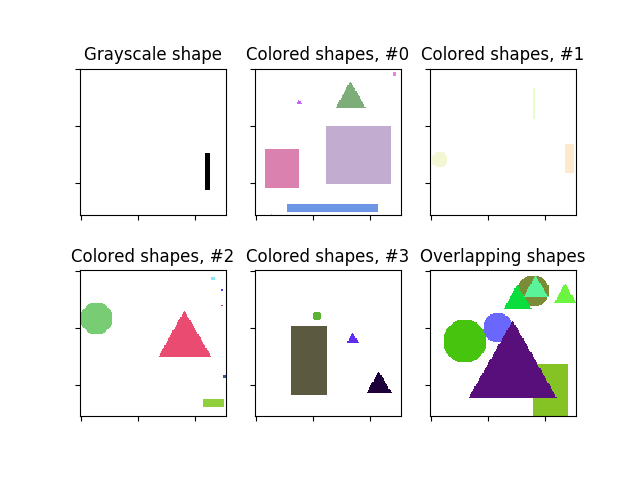 Grayscale shape
Colored shapes, #0
Colored shapes, #1
Colored shapes, #2
Colored shapes, #3
Overlapping shapes